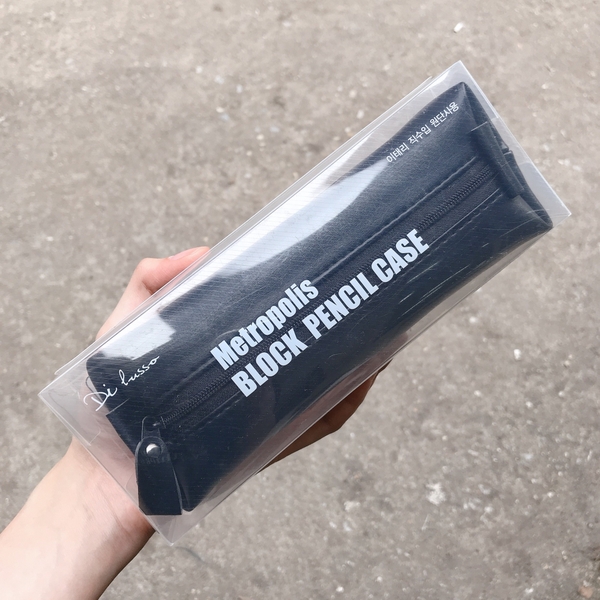 이태리 직수입 원단사용
Metropolis
BLOCK PENCIL CASE
Di lusso